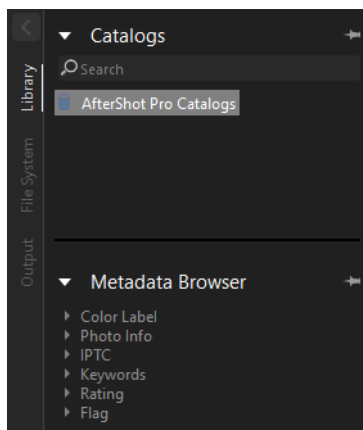 Catalogs
Search
AfterShot Pro Catalogs
Library
File System
Output
Metadata Browser
Color Label
Photo Info
IPTC
Keywords
Rating
Flag